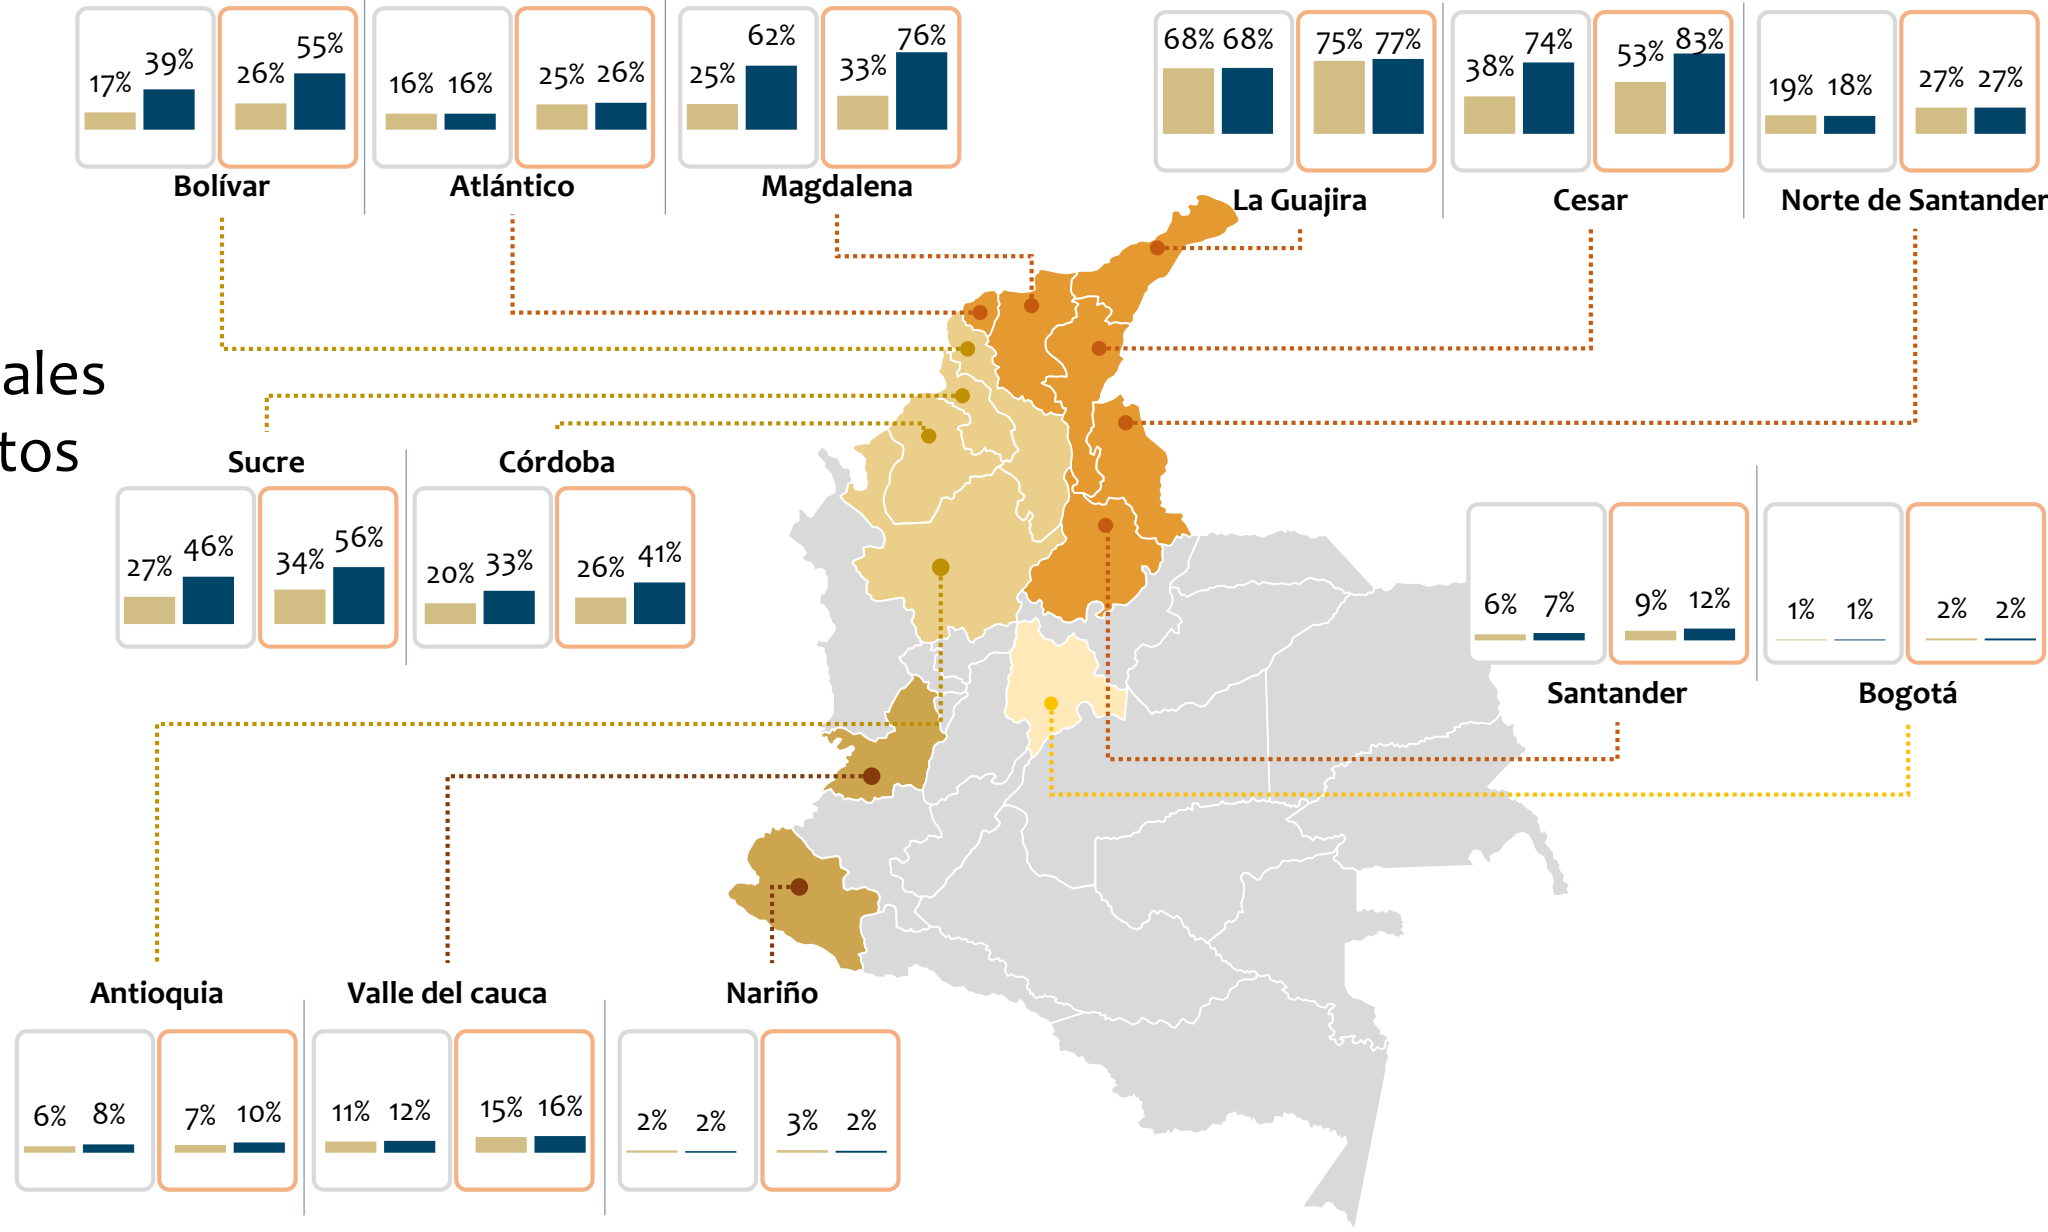 17% 39% 26% 55%
Bolívar
16% 16% 25% 26%
Atlántico
25% 62% 33% 76%
Magdalena
68% 68% 75% 77%
La Guajira
38% 74% 53% 83%
Cesar
19% 18% 27% 27%
Norte de Santander
ales
tos
Sucre
27% 46% 34% 56%
Córdoba
20% 33% 26% 41%
6% 7% 9% 12%
Santander
1% 1% 2% 2%
Bogotá
Antioquia
6% 8% 7% 10%
Valle del cauca
11% 12% 15% 16%
Nariño
2% 2% 3% 2%